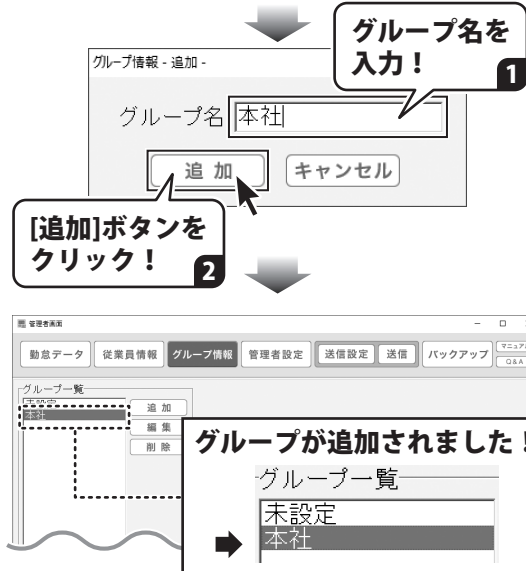 グループ名を
入力！
1
グループ情報 - 追加 -
グループ名 本社
追 加
キャンセル
[追加]ボタンを
クリック！
2
管理者画面
勤怠データ 従業員情報 グループ情報 管理者設定 送信設定 送信 バックアップ マニュアル
Q&A
グループ一覧
未設定
本社
追 加
編 集
削 除
グループが追加されました！
グループ一覧
未設定
本社